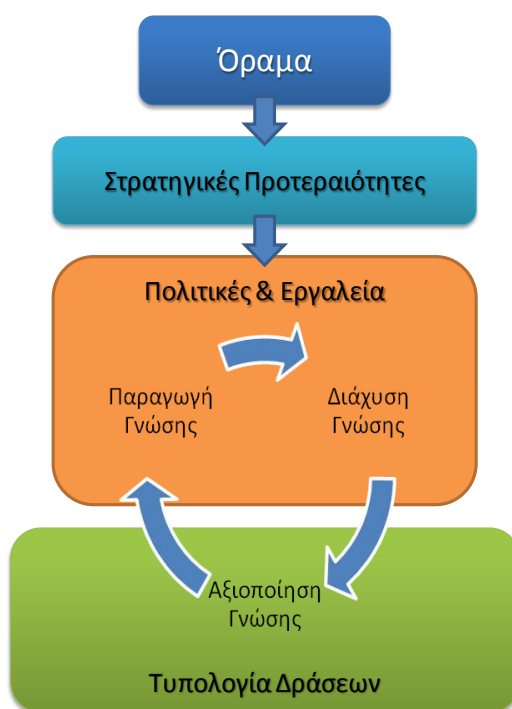 Όραμα
Στρατηγικές Προτεραιότητες
Πολιτικές & Εργαλεία
Παραγωγή
Γνώσης
Διάχυση
Γνώσης
Αξιοποίηση
Γνώσης
Τυπολογία Δράσεων